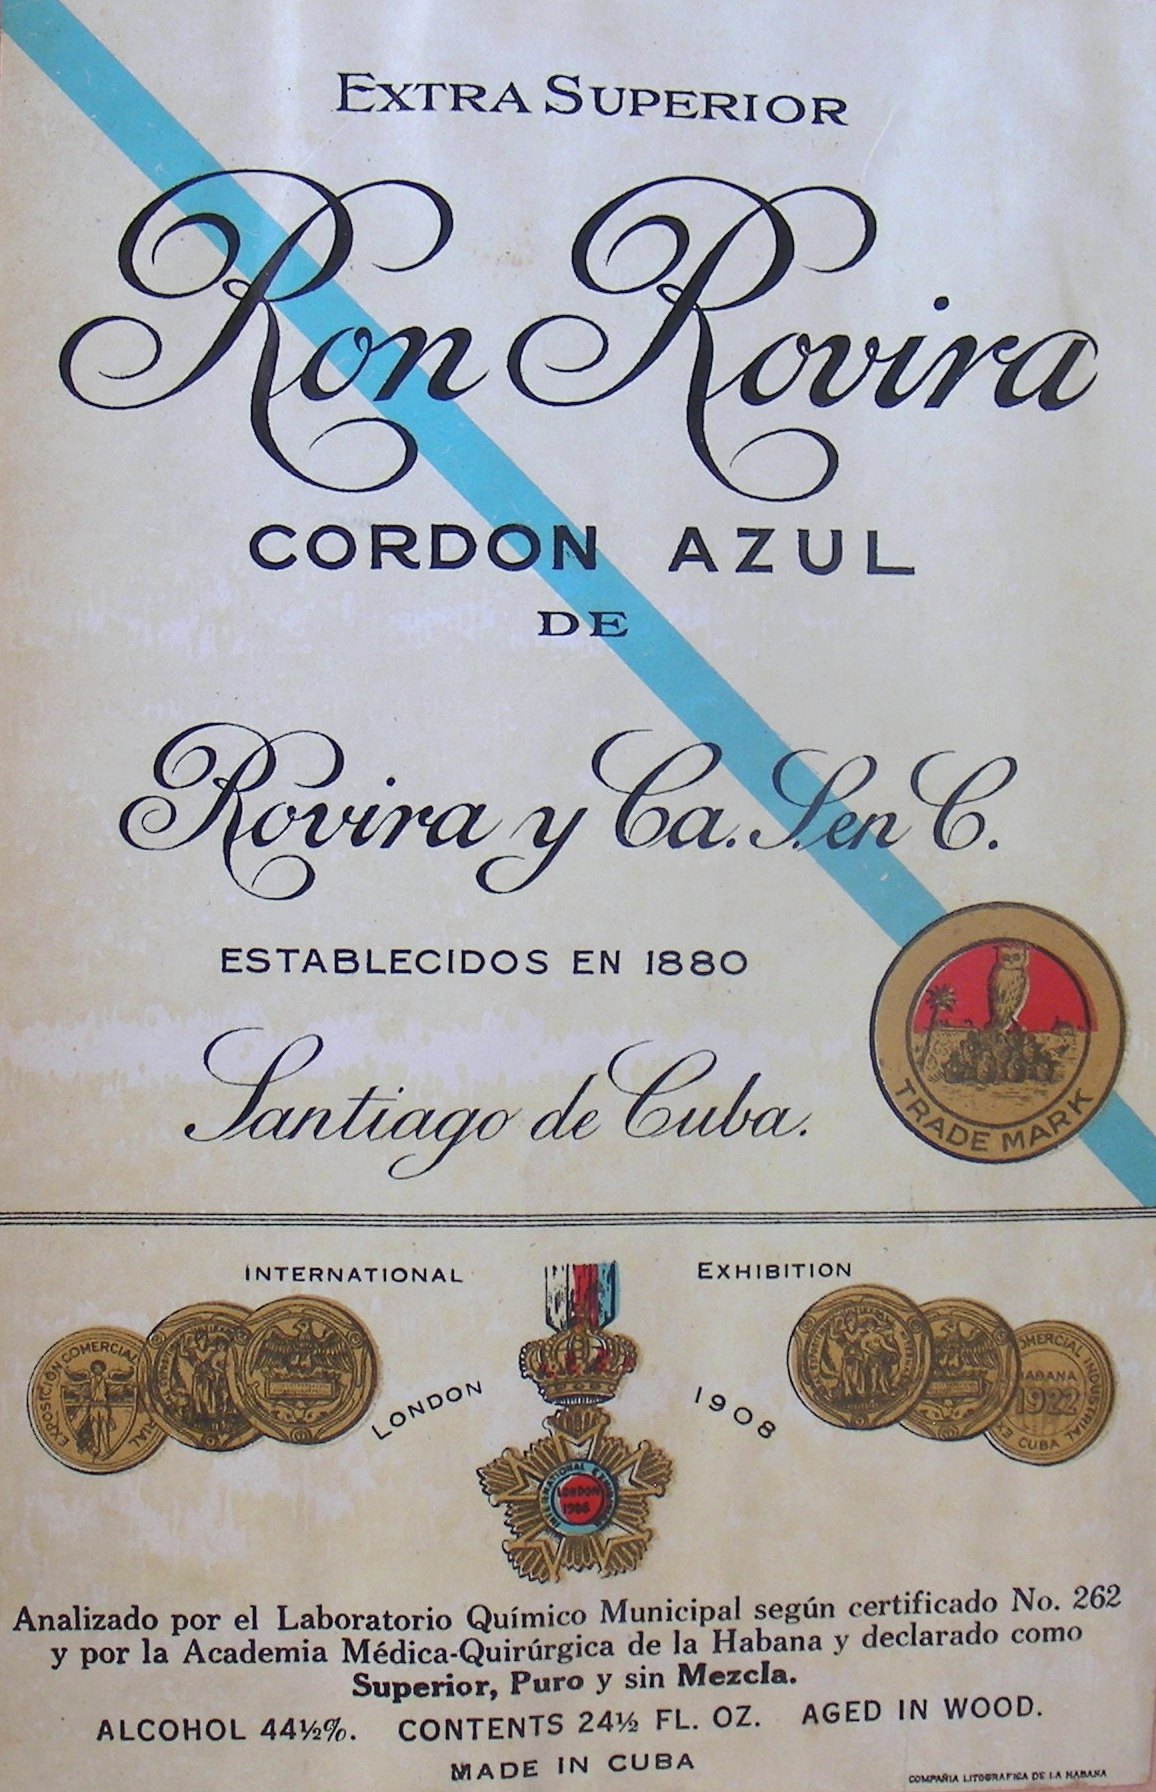 EXTRA SUPERIOR
Ron Rovira
CORDON AZUL
DE
Rovira y Ca. S. en C.
ESTABLECIDOS EN 1880
Santiago de Cuba.
TRADE MARK
INTERNATIONAL EXHIBITION
LONDON 1908
EXPOSICIÓN COMERCIAL
COMERCIAL INDUSTRIAL
HABANA
1922
CUBA
INTERNATIONAL
LONDON
1908
Analizado por el Laboratorio Químico Municipal según certificado No. 262
y por la Academia Médica-Quirúrgica de la Habana y declarado como
Superior, Puro y sin Mezcla.
ALCOHOL 44½%. CONTENTS 24½ FL. OZ. AGED IN WOOD.
MADE IN CUBA
COMPAÑIA LITOGRAFICA DE LA HABANA